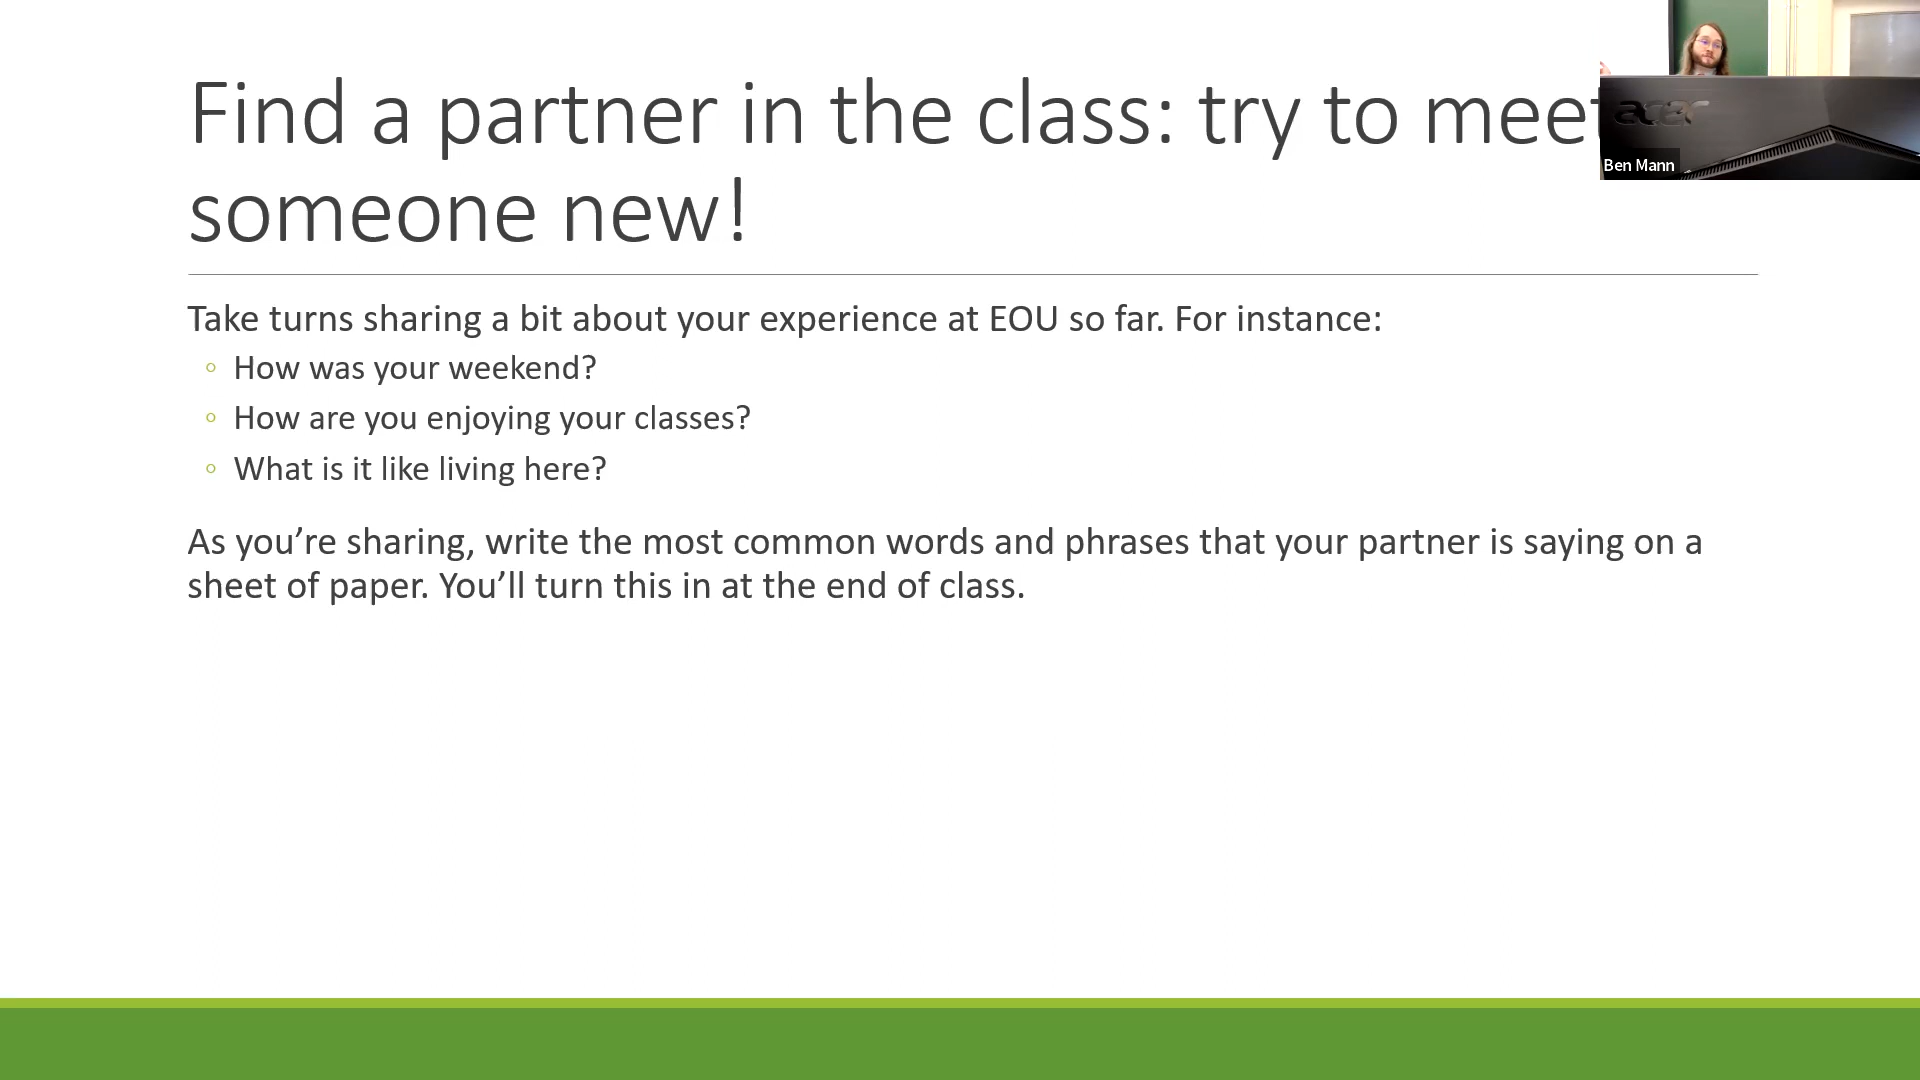 Find a partner in the class: try to meet
someone new!
acer
Ben Mann
Take turns sharing a bit about your experience at EOU so far. For instance:
◦ How was your weekend?
◦ How are you enjoying your classes?
◦ What is it like living here?
As you’re sharing, write the most common words and phrases that your partner is saying on a
sheet of paper. You’ll turn this in at the end of class.